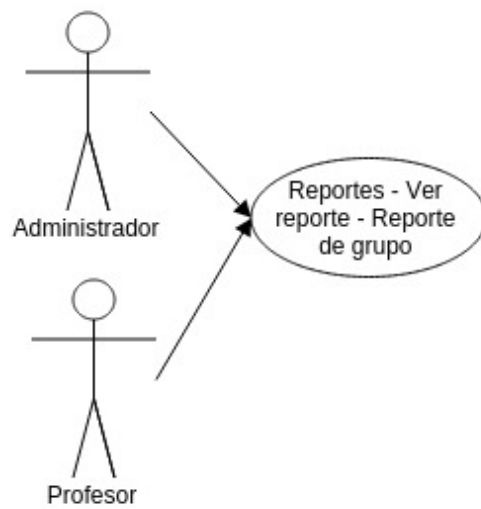 Administrador
Reportes - Ver
reporte - Reporte
de grupo
Profesor